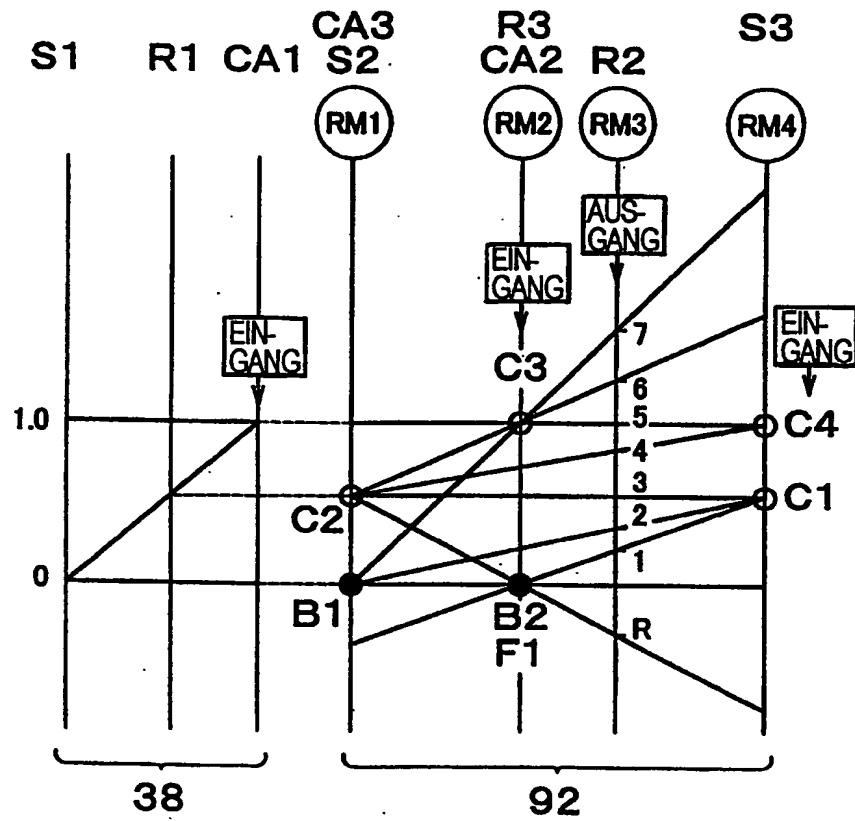 CA3 R3 S3
S1 R1 CA1 S2 CA2 R2
RM1 RM2 RM3 RM4
AUS-
GANG
EIN-
GANG
EIN-
GANG
EIN-
GANG
7
C3
6
1.0
5
C4
4
3
C2
C1
2
1
0
B1
B2
F1
R
38
92